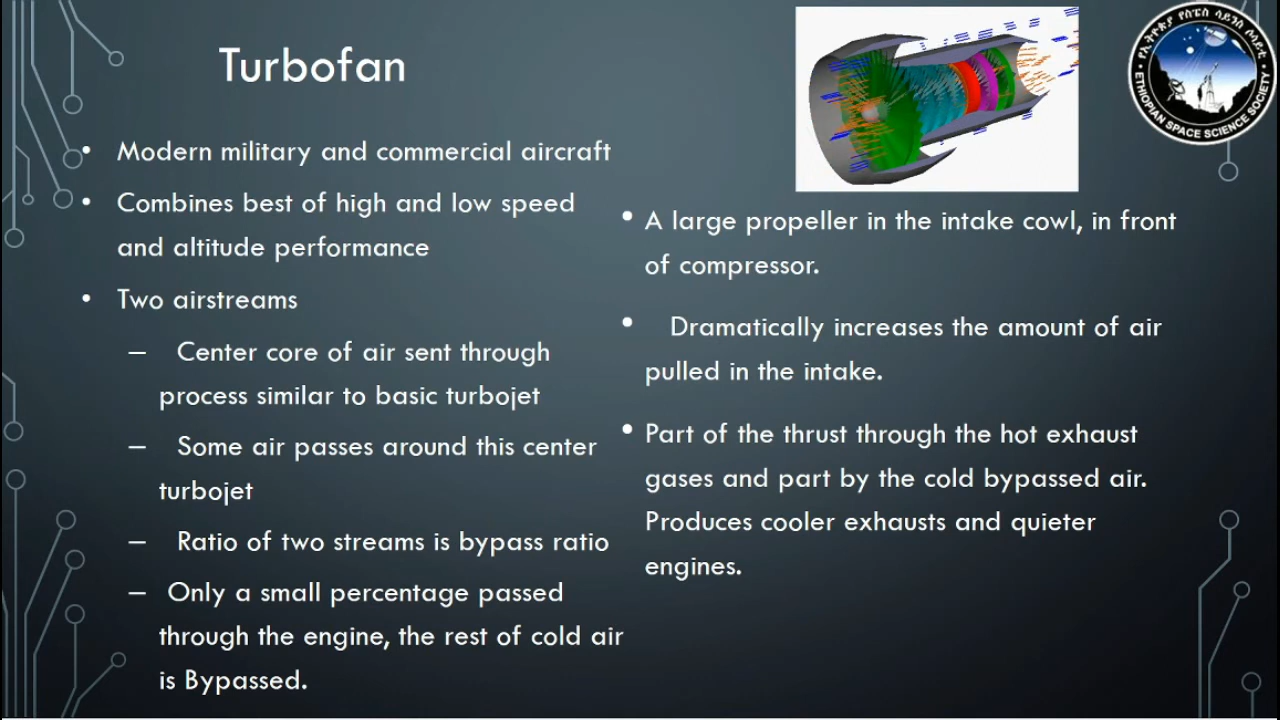 Turbofan
• Modern military and commercial aircraft
• Combines best of high and low speed
and altitude performance
• Two airstreams
– Center core of air sent through
process similar to basic turbojet
– Some air passes around this center
turbojet
– Ratio of two streams is bypass ratio
– Only a small percentage passed
through the engine, the rest of cold air
is Bypassed.
• A large propeller in the intake cowl, in front
of compressor.
• Dramatically increases the amount of air
pulled in the intake.
• Part of the thrust through the hot exhaust
gases and part by the cold bypassed air.
Produces cooler exhausts and quieter
engines.
የኢትዮጵያ የስፔስ ሳይንስ ሶሳይቲ
ETHIOPIAN SPACE SCIENCE SOCIETY